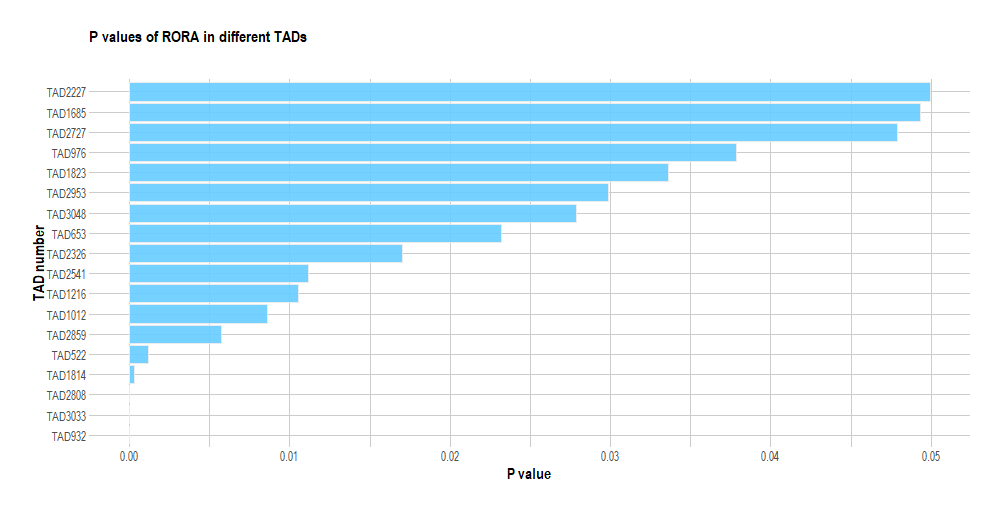 P values of RORA in different TADs
TAD number
TAD2227
TAD1685
TAD2727
TAD976
TAD1823
TAD2953
TAD3048
TAD653
TAD2326
TAD2541
TAD1216
TAD1012
TAD2859
TAD522
TAD1814
TAD2808
TAD3033
TAD932
0.00 0.01 0.02 0.03 0.04 0.05
P value